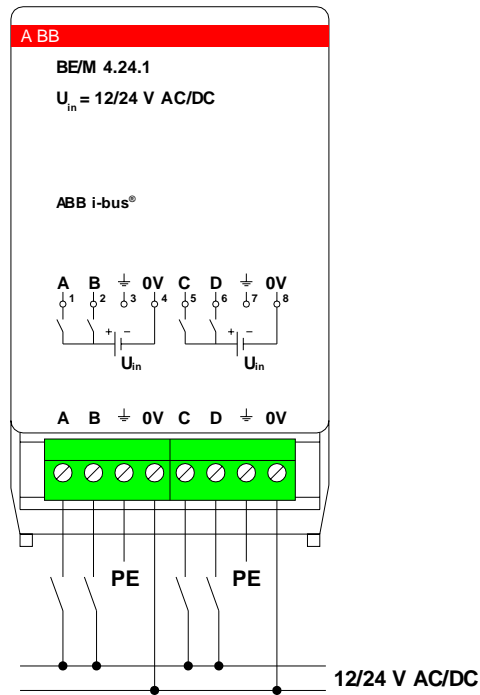 ABB
BE/M 4.24.1
Uin = 12/24 V AC/DC
ABB i-bus®
A B 0V C D 0V
1 2 3 4 5 6 7 8
+ − + −
Uin Uin
A B 0V C D 0V
PE PE
12/24 V AC/DC